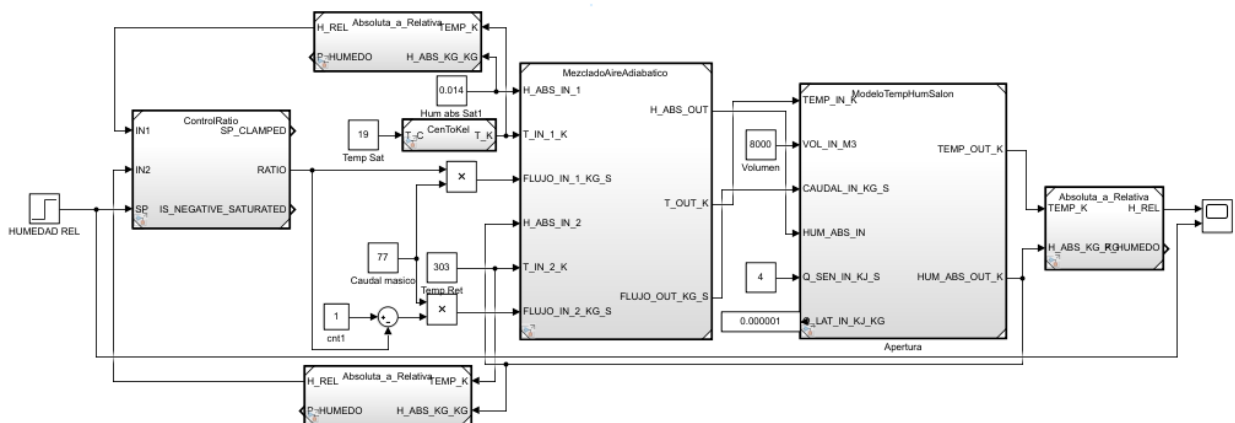 Absoluta_a_Relativa
H_REL
TEMP_K
P_HUMEDO
H_ABS_KG_KG
0.014
Hum abs Sat1
19
Temp Sat
CenToKel
T_C
T_K
ControlRatio
IN1
SP_CLAMPED
IN2
RATIO
SP
IS_NEGATIVE_SATURATED
HUMEDAD REL
×
77
Caudal masico
303
Temp Ret
×
1
cnt1
MezcladoAireAdiabatico
H_ABS_IN_1
H_ABS_OUT
T_IN_1_K
FLUJO_IN_1_KG_S
T_OUT_K
H_ABS_IN_2
T_IN_2_K
FLUJO_OUT_KG_S
FLUJO_IN_2_KG_S
8000
Volumen
4
0.000001
ModeloTempHumSalon
TEMP_IN_K
VOL_IN_M3
TEMP_OUT_K
CAUDAL_IN_KG_S
HUM_ABS_IN
Q_SEN_IN_KJ_S
HUM_ABS_OUT_K
_LAT_IN_KJ_KG
Apertura
Absoluta_a_Relativa
TEMP_K
H_REL
H_ABS_KG_KG
_HUMEDO
Absoluta_a_Relativa
H_REL
TEMP_K
P_HUMEDO
H_ABS_KG_KG